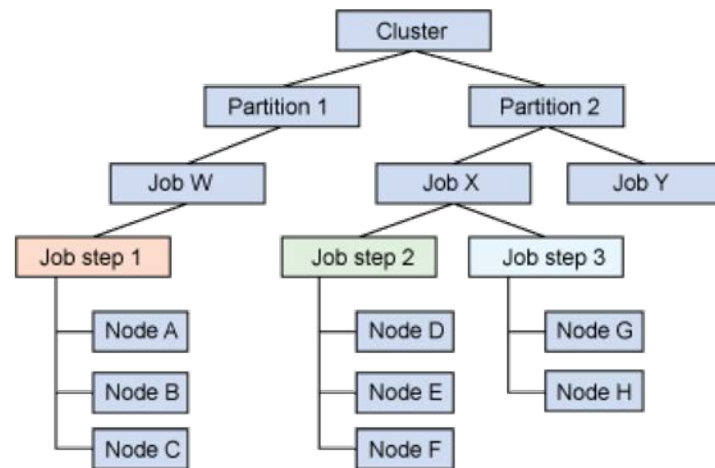 Cluster
Partition 1
Partition 2
Job W
Job X
Job Y
Job step 1
Job step 2
Job step 3
Node A
Node D
Node G
Node B
Node E
Node H
Node C
Node F